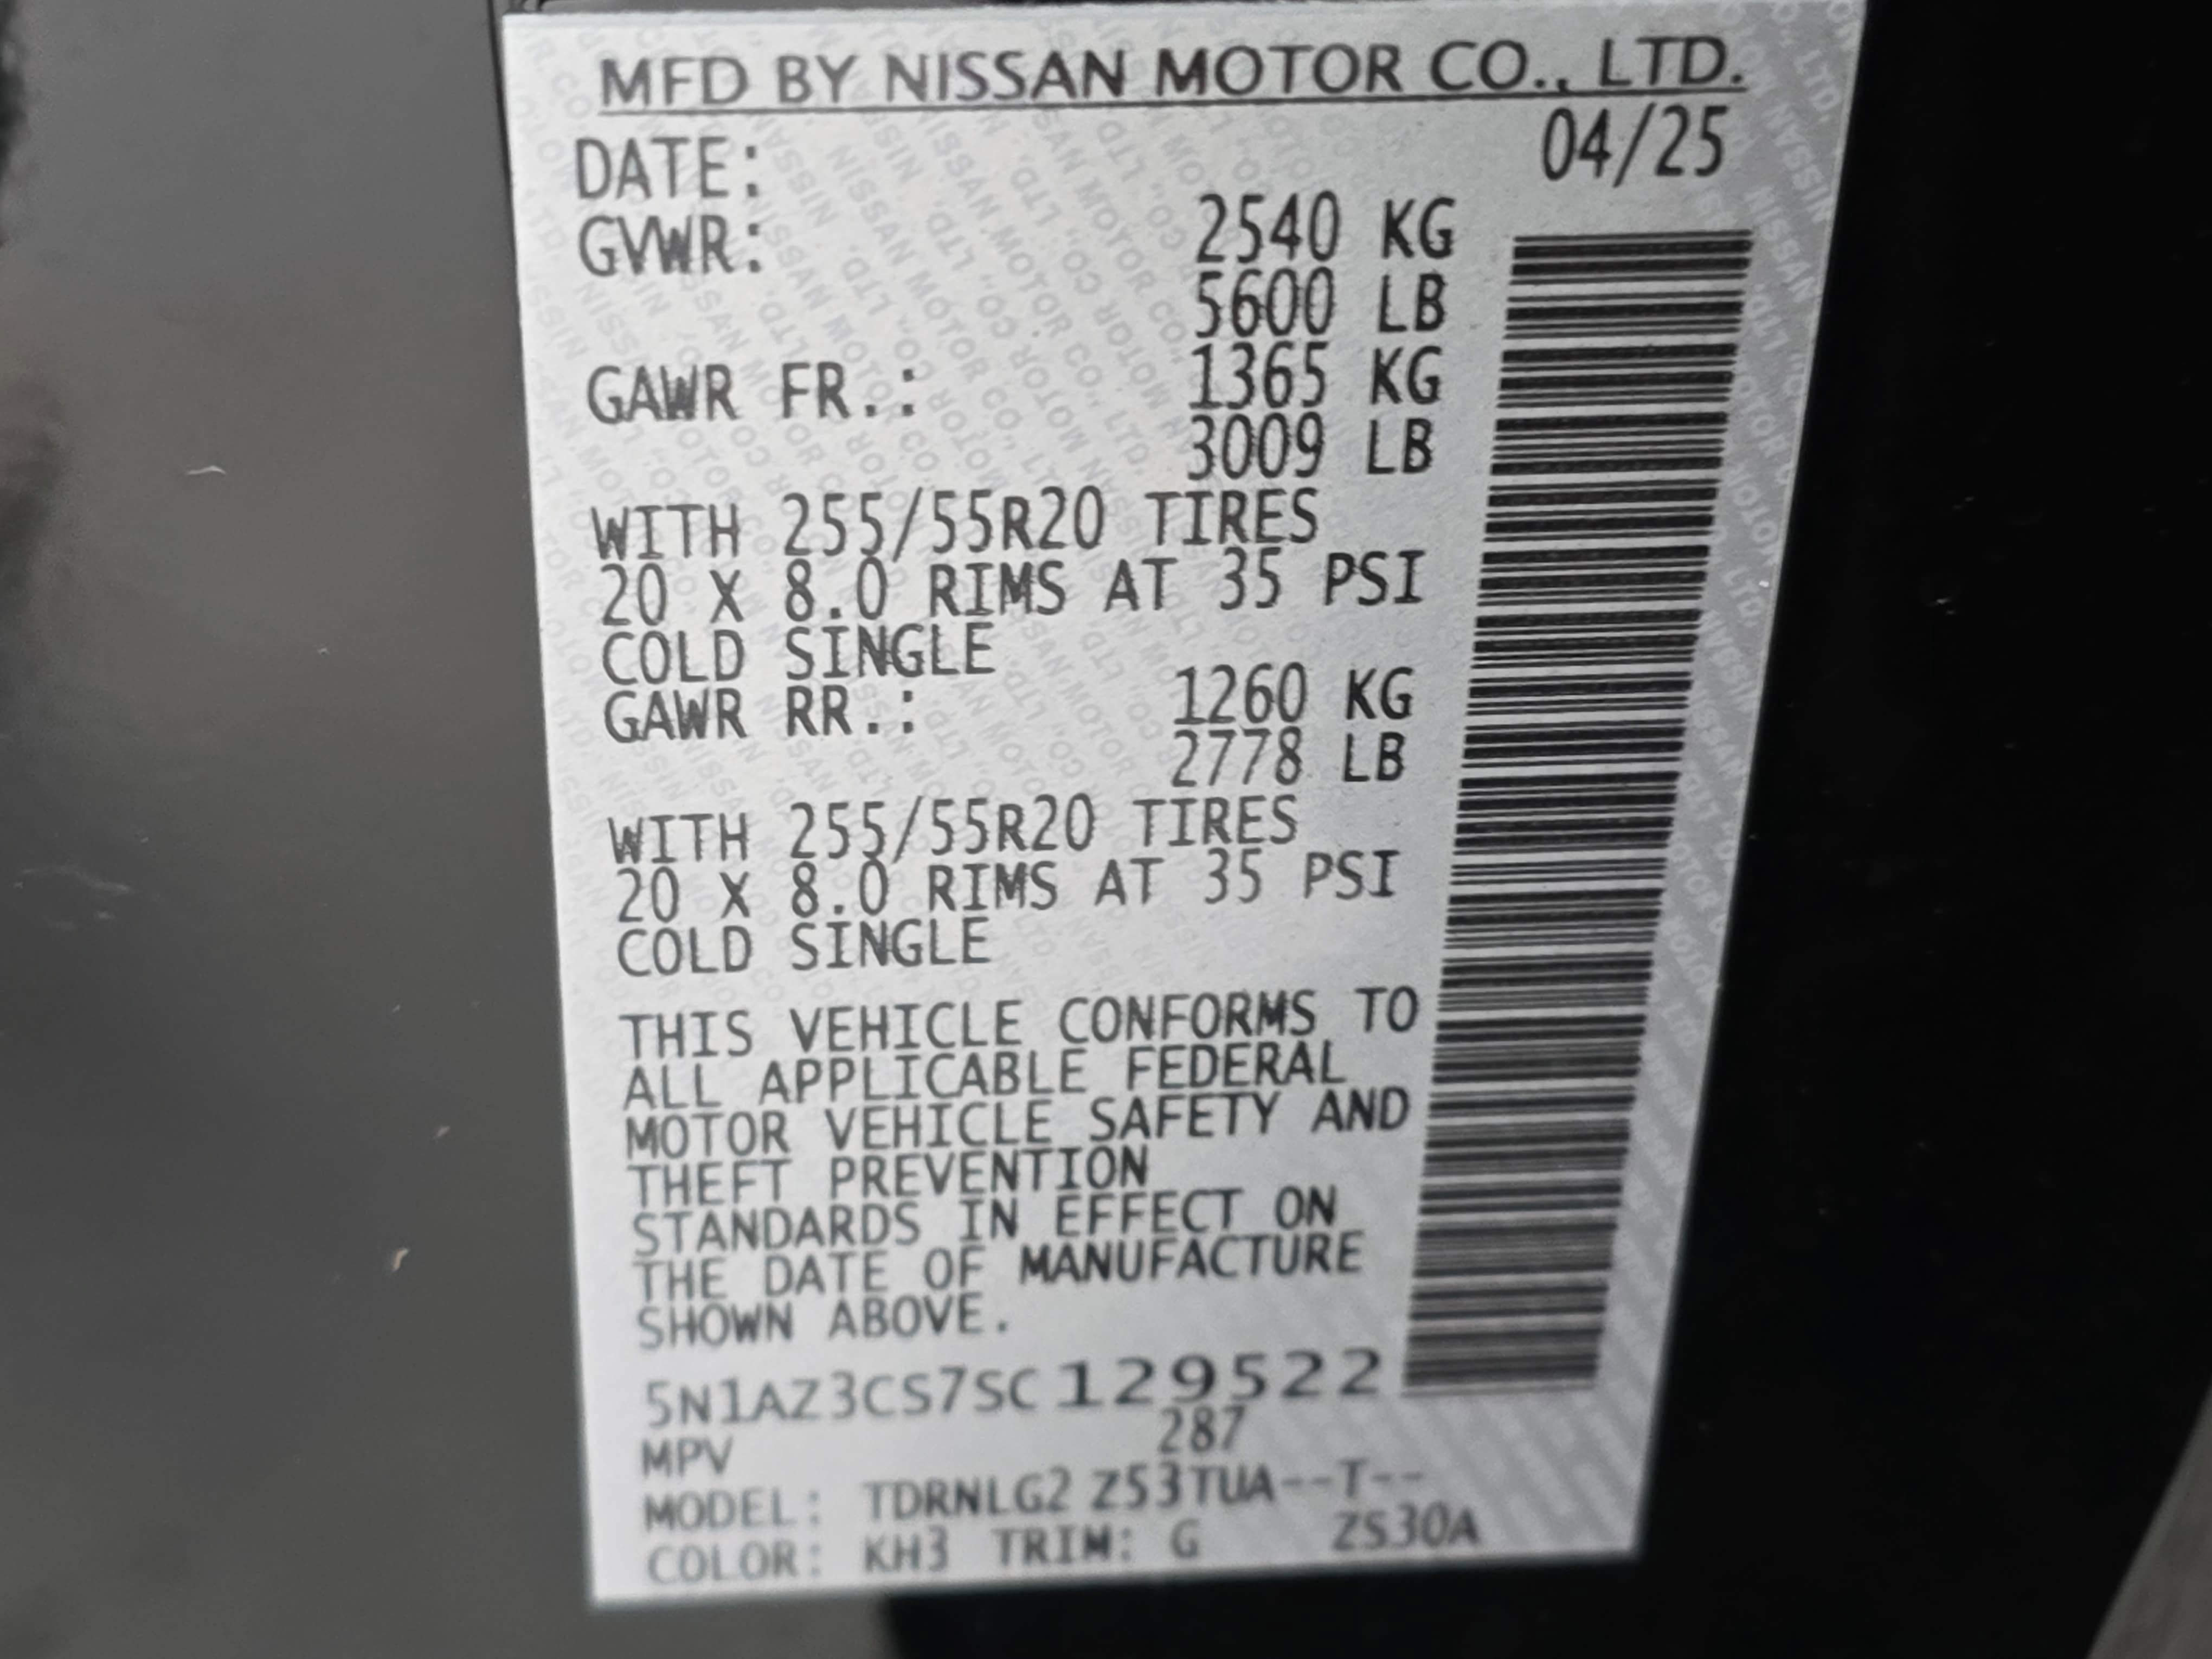 MFD BY NISSAN MOTOR CO., LTD.
DATE: 04/25
GVWR: 2540 KG
5600 LB
GAWR FR.: 1365 KG
3009 LB
WITH 255/55R20 TIRES
20 X 8.0 RIMS AT 35 PSI
COLD SINGLE
GAWR RR.: 1260 KG
2778 LB
WITH 255/55R20 TIRES
20 X 8.0 RIMS AT 35 PSI
COLD SINGLE
THIS VEHICLE CONFORMS TO
ALL APPLICABLE FEDERAL
MOTOR VEHICLE SAFETY AND
THEFT PREVENTION
STANDARDS IN EFFECT ON
THE DATE OF MANUFACTURE
SHOWN ABOVE.
5N1AZ3CS7SC129522
MPV 287
MODEL: TDRNLG2 Z53TUA--T--
COLOR: KH3 TRIM: G ZS30A